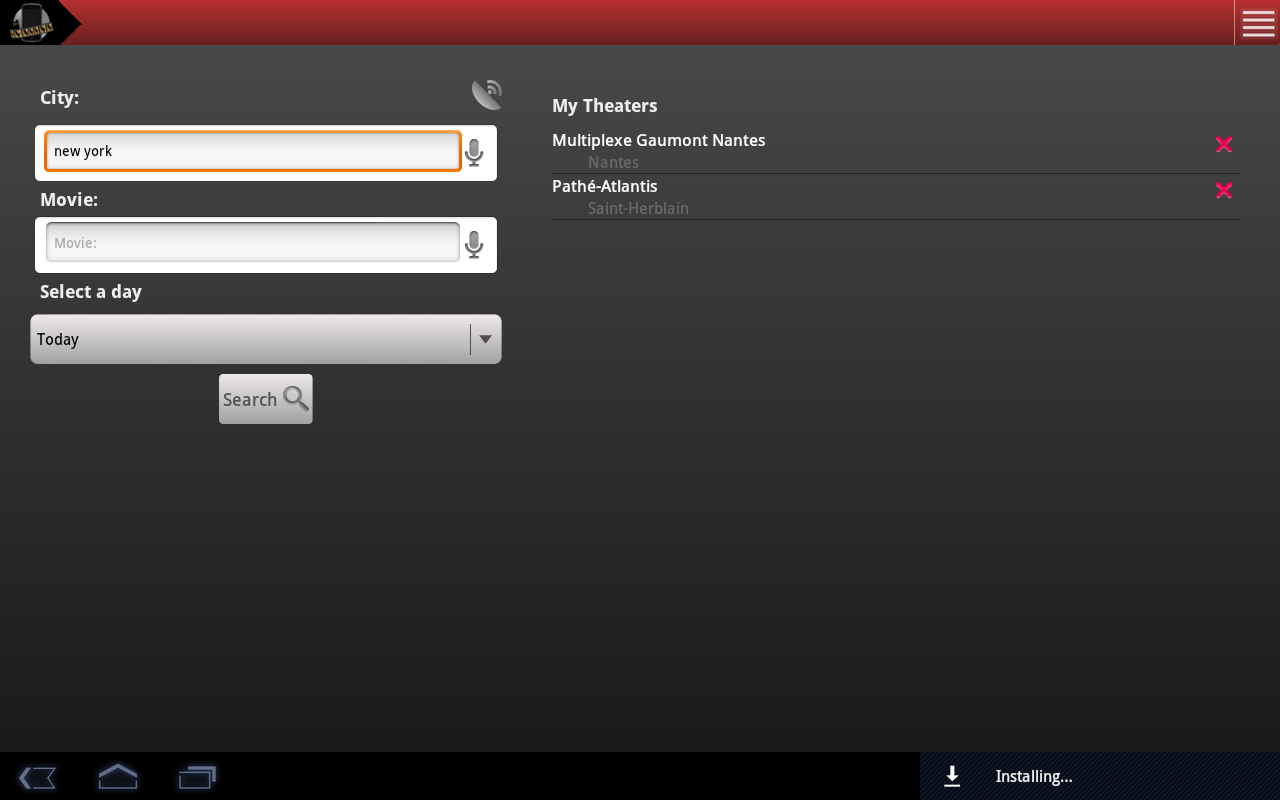 City:
new york
Movie:
Movie:
Select a day
Today
Search
My Theaters
Multiplexe Gaumont Nantes
Nantes
Pathé-Atlantis
Saint-Herblain
Installing...